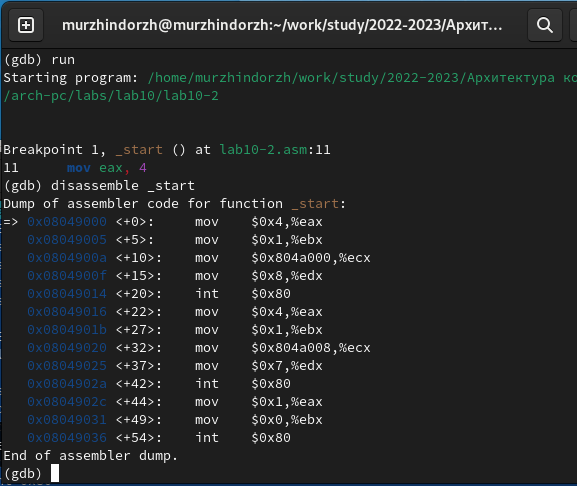 murzhindorzh@murzhindorzh:~/work/study/2022-2023/Архит…
(gdb) run
Starting program: /home/murzhindorzh/work/study/2022-2023/Архитектура ко
/arch-pc/labs/lab10/lab10-2
Breakpoint 1, _start () at lab10-2.asm:11
11 mov eax, 4
(gdb) disassemble _start
Dump of assembler code for function _start:
=> 0x08049000 <+0>: mov $0x4,%eax
0x08049005 <+5>: mov $0x1,%ebx
0x0804900a <+10>: mov $0x804a000,%ecx
0x0804900f <+15>: mov $0x8,%edx
0x08049014 <+20>: int $0x80
0x08049016 <+22>: mov $0x4,%eax
0x0804901b <+27>: mov $0x1,%ebx
0x08049020 <+32>: mov $0x804a008,%ecx
0x08049025 <+37>: mov $0x7,%edx
0x0804902a <+42>: int $0x80
0x0804902c <+44>: mov $0x1,%eax
0x08049031 <+49>: mov $0x0,%ebx
0x08049036 <+54>: int $0x80
End of assembler dump.
(gdb)